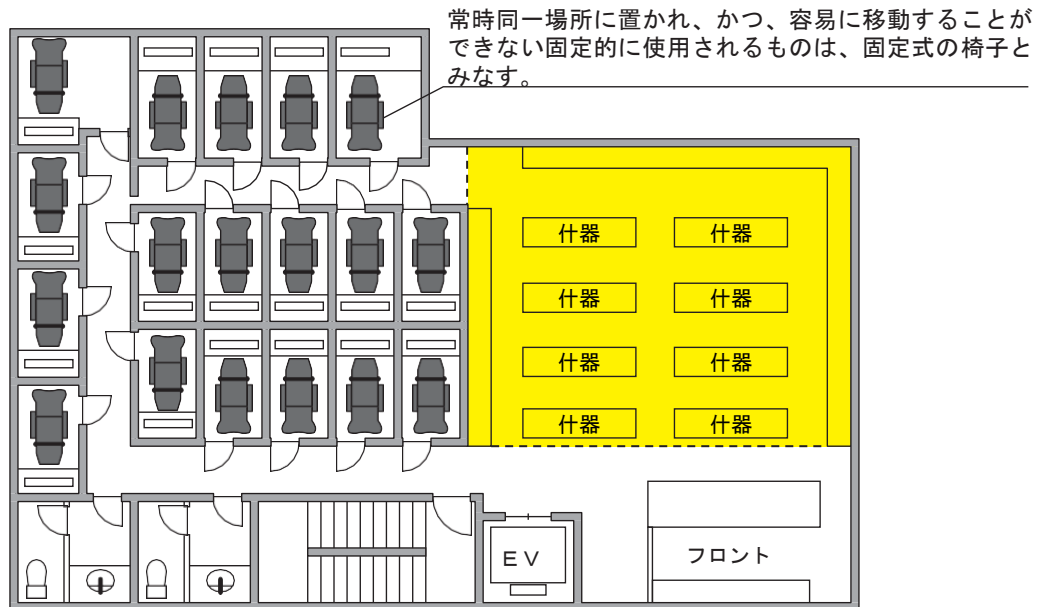 常時同一場所に置かれ、かつ、容易に移動することが
できない固定的に使用されるものは、固定式の椅子と
みなす。
什器 什器
什器 什器
什器 什器
什器 什器
EV
フロント